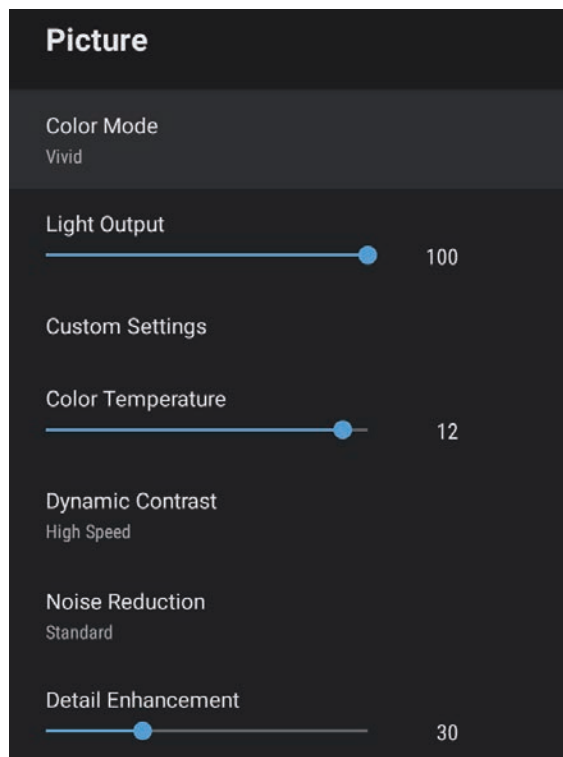 Picture
Color Mode
Vivid
Light Output
100
Custom Settings
Color Temperature
12
Dynamic Contrast
High Speed
Noise Reduction
Standard
Detail Enhancement
30